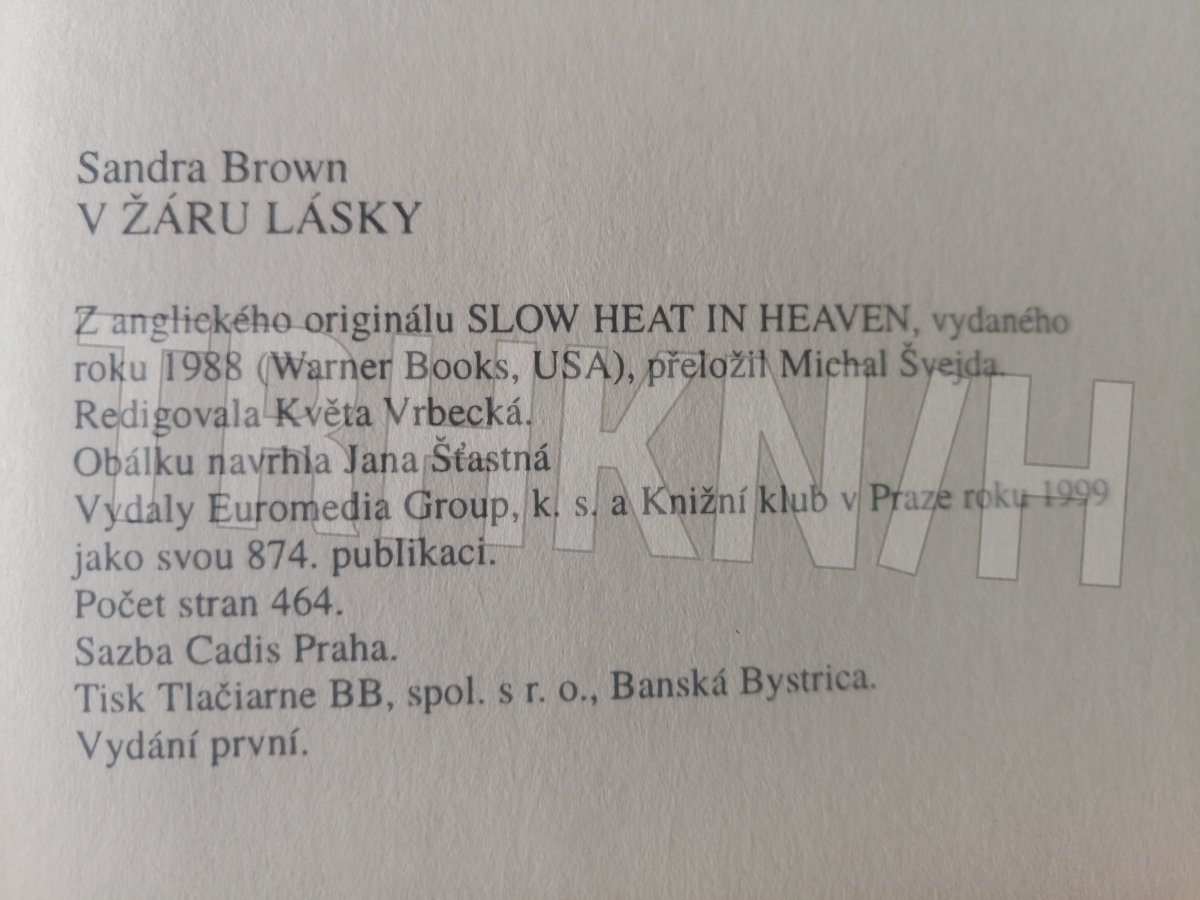 Sandra Brown
V ŽÁRU LÁSKY
Z anglického originálu SLOW HEAT IN HEAVEN, vydaného
roku 1988 (Warner Books, USA), přeložil Michal Švejda.
Redigovala Květa Vrbecká.
Obálku navrhla Jana Šťastná
Vydaly Euromedia Group, k. s. a Knižní klub v Praze roku 1999
jako svou 874. publikaci.
Počet stran 464.
Sazba Cadis Praha.
Tisk Tlačiarne BB, spol. s r. o., Banská Bystrica.
Vydání první.
TRHKN/H